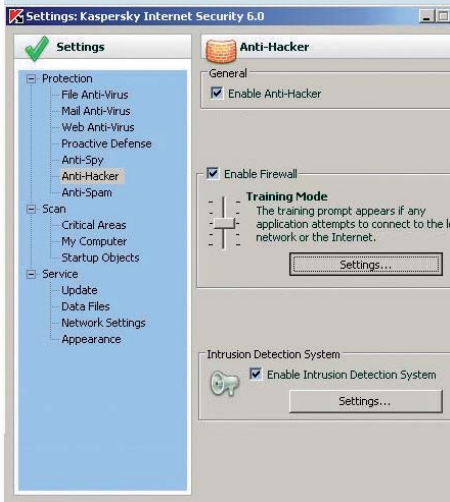 Settings: Kaspersky Internet Security 6.0
Settings
Protection
File Anti-Virus
Mail Anti-Virus
Web Anti-Virus
Proactive Defense
Anti-Spy
Anti-Hacker
Anti-Spam
Scan
Critical Areas
My Computer
Startup Objects
Service
Update
Data Files
Network Settings
Appearance
Anti-Hacker
General
Enable Anti-Hacker
Enable Firewall
Training Mode
The training prompt appears if any
application attempts to connect to the
network or the Internet.
Settings...
Intrusion Detection System
Enable Intrusion Detection System
Settings...